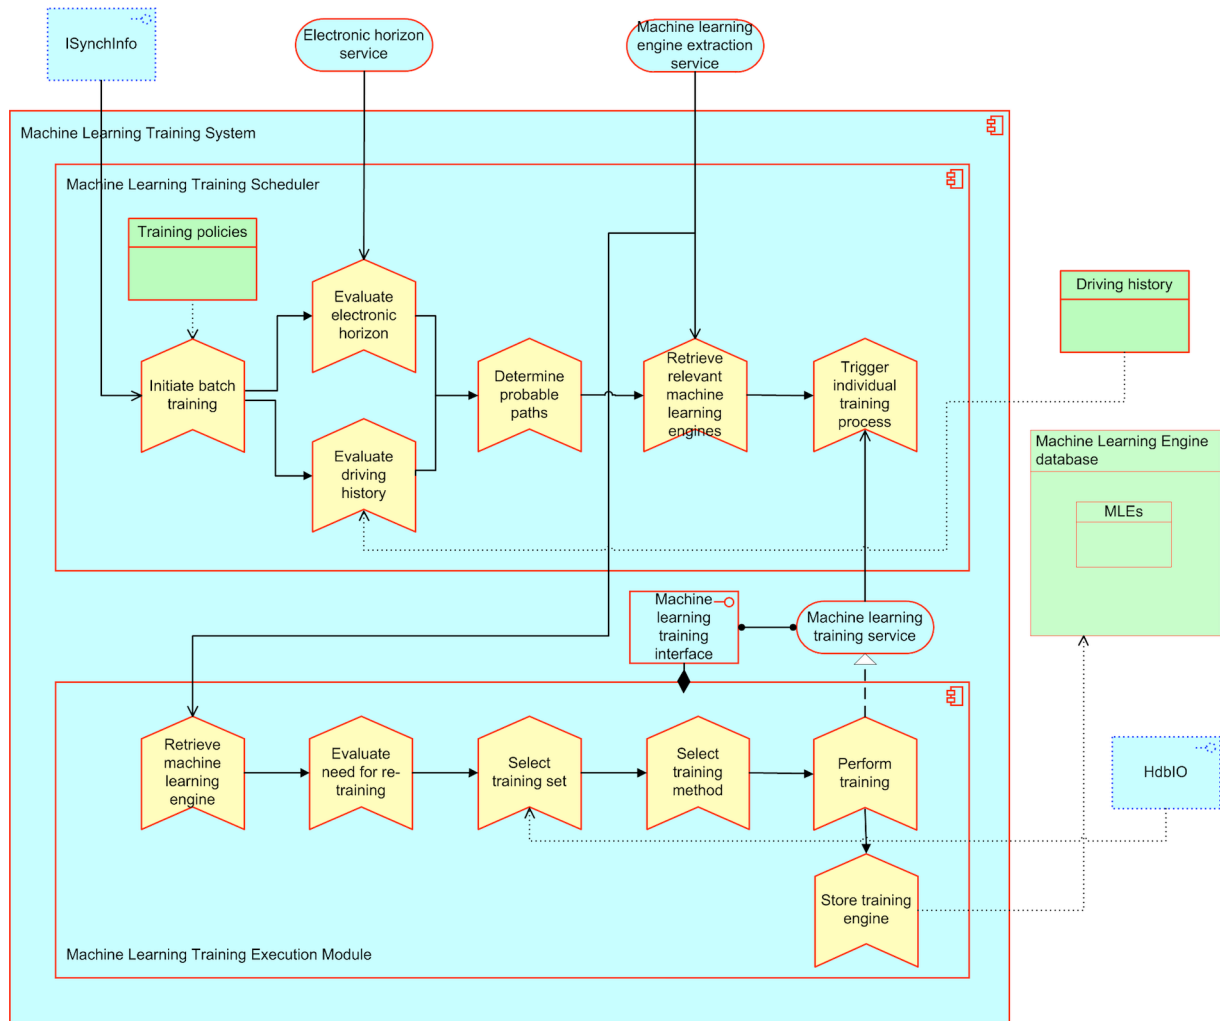 ISynchInfo
Electronic horizon
service
Machine learning
engine extraction
service
Machine Learning Training System
Machine Learning Training Scheduler
Training policies
Evaluate
electronic
horizon
Driving history
Initiate batch
training
Determine
probable
paths
Retrieve
relevant
machine
learning
engines
Trigger
individual
training
process
Evaluate
driving
history
Machine Learning Engine
database
MLEs
Machine
learning
training
interface
Machine learning
training service
Retrieve
machine
learning
engine
Evaluate
need for re-
training
Select
training set
Select
training
method
Perform
training
HdbIO
Store training
engine
Machine Learning Training Execution Module